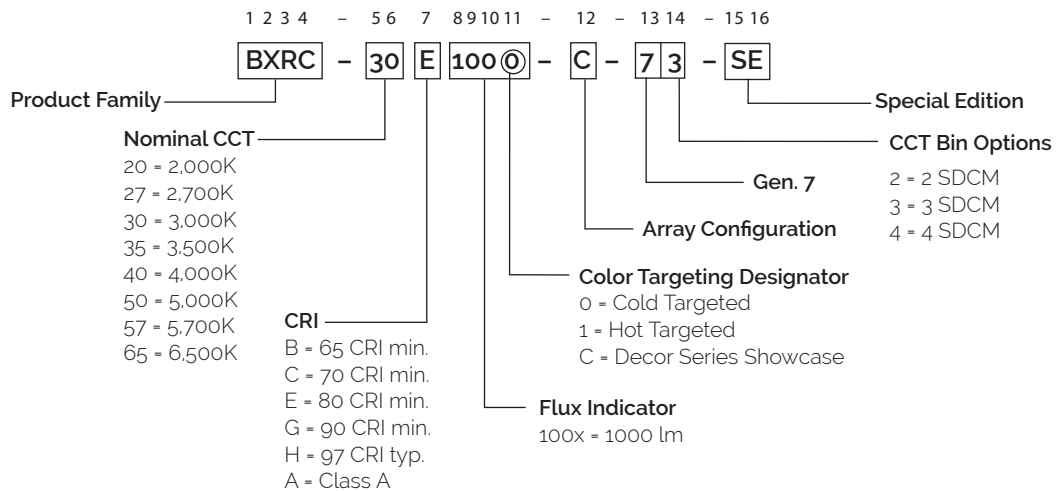 1 2 3 4 – 5 6 7 8 9 10 11 – 12 – 13 14 – 15 16
BXRC – 30 E 100 0 – C – 7 3 – SE
Product Family
Special Edition
Nominal CCT
20 = 2,000K
27 = 2,700K
30 = 3,000K
35 = 3,500K
40 = 4,000K
50 = 5,000K
57 = 5,700K
65 = 6,500K
CCT Bin Options
2 = 2 SDCM
3 = 3 SDCM
4 = 4 SDCM
Gen. 7
Array Configuration
Color Targeting Designator
0 = Cold Targeted
1 = Hot Targeted
C = Decor Series Showcase
CRI
B = 65 CRI min.
C = 70 CRI min.
E = 80 CRI min.
G = 90 CRI min.
H = 97 CRI typ.
A = Class A
Flux Indicator
100x = 1000 lm